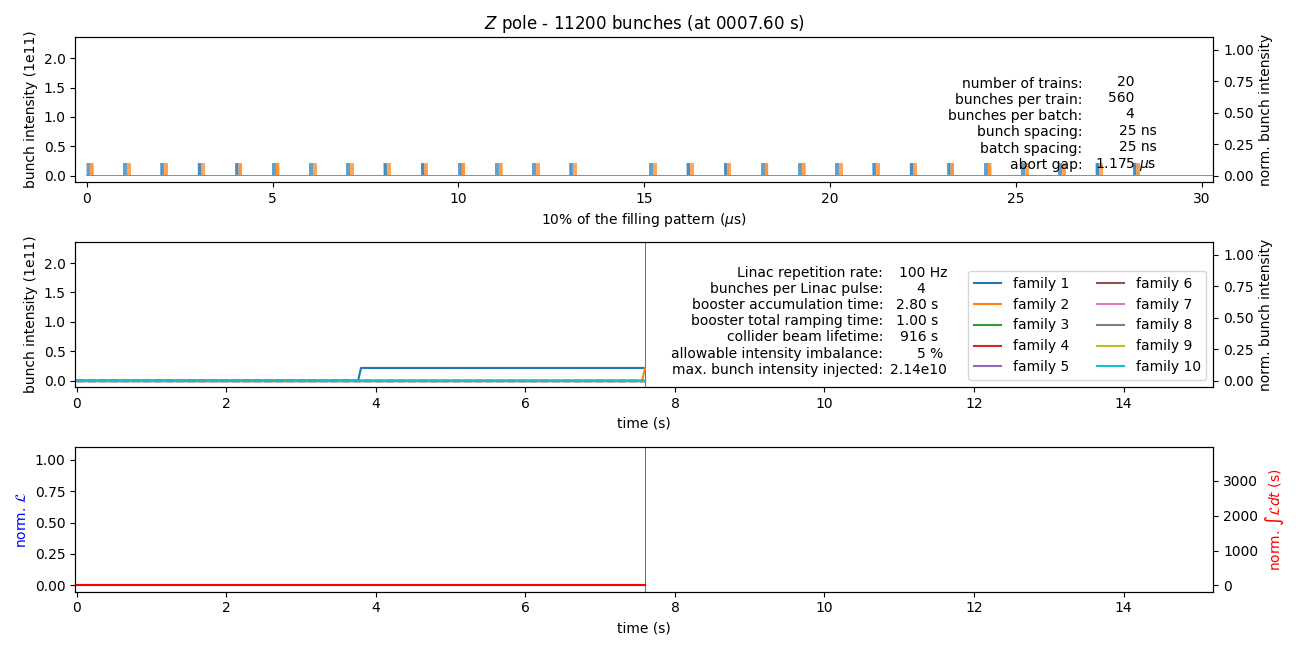 Z pole - 11200 bunches (at 0007.60 s)
bunch intensity (1e11)
2.0
1.5
1.0
0.5
0.0
number of trains: 20
bunches per train: 560
bunches per batch: 4
bunch spacing: 25 ns
batch spacing: 25 ns
abort gap: 1.175 μs
1.00
0.75
0.50
0.25
0.00
norm. bunch intensity
0 5 10 15 20 25 30
10% of the filling pattern (μs)
bunch intensity (1e11)
2.0
1.5
1.0
0.5
0.0
Linac repetition rate: 100 Hz
bunches per Linac pulse: 4
booster accumulation time: 2.80 s
booster total ramping time: 1.00 s
collider beam lifetime: 916 s
allowable intensity imbalance: 5 %
max. bunch intensity injected: 2.14e10
family 1
family 2
family 3
family 4
family 5
family 6
family 7
family 8
family 9
family 10
1.00
0.75
0.50
0.25
0.00
norm. bunch intensity
0 2 4 6 8 10 12 14
time (s)
norm. ℒ
1.00
0.75
0.50
0.25
0.00
3000
2000
1000
0
norm. ∫ℒdt (s)
0 2 4 6 8 10 12 14
time (s)